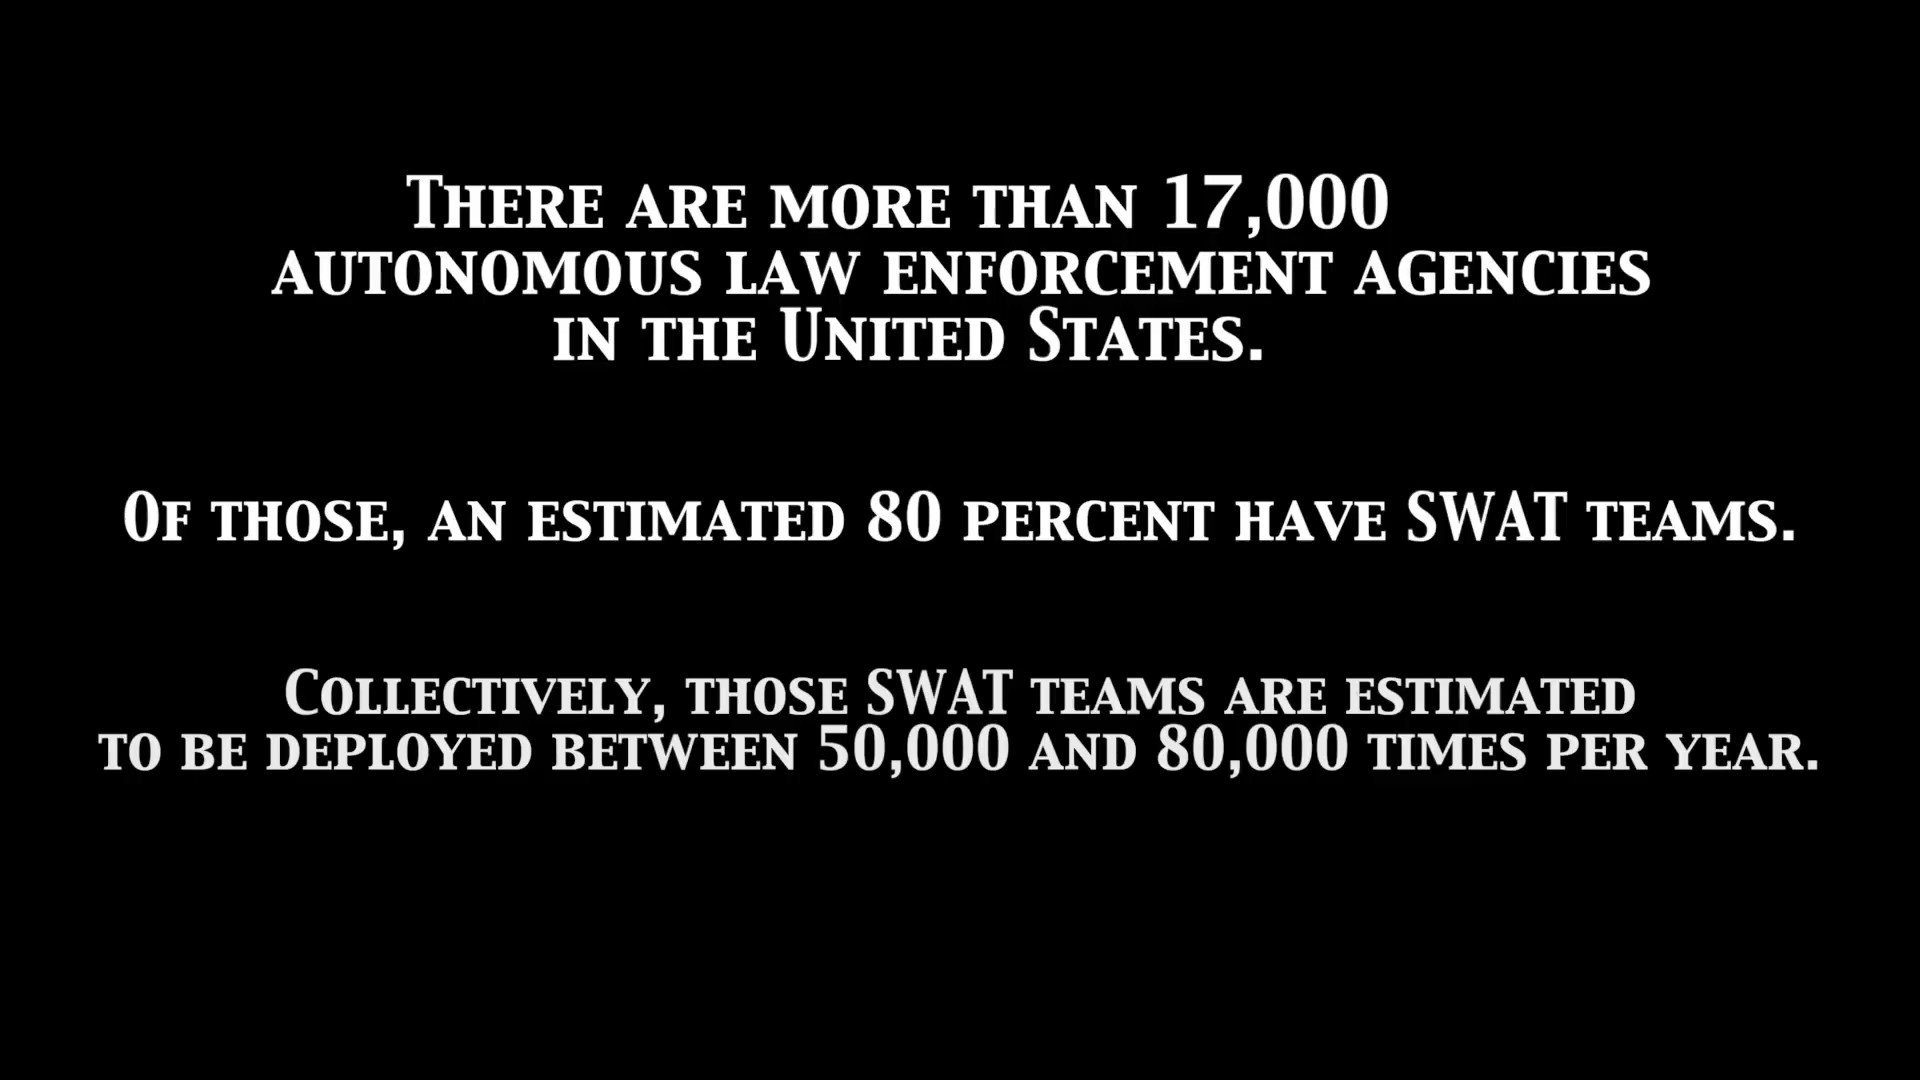 There are more than 17,000
autonomous law enforcement agencies
in the United States.
Of those, an estimated 80 percent have SWAT teams.
Collectively, those SWAT teams are estimated
to be deployed between 50,000 and 80,000 times per year.